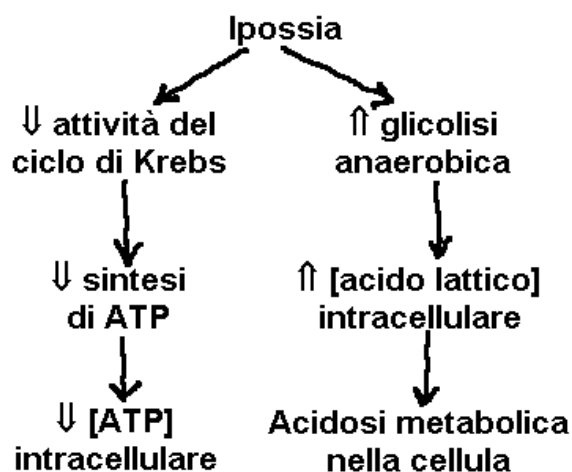 Ipossia
⇓ attività del
ciclo di Krebs
⇑ glicolisi
anaerobica
⇓ sintesi
di ATP
⇑ [acido lattico]
intracellulare
⇓ [ATP]
intracellulare
Acidosi metabolica
nella cellula